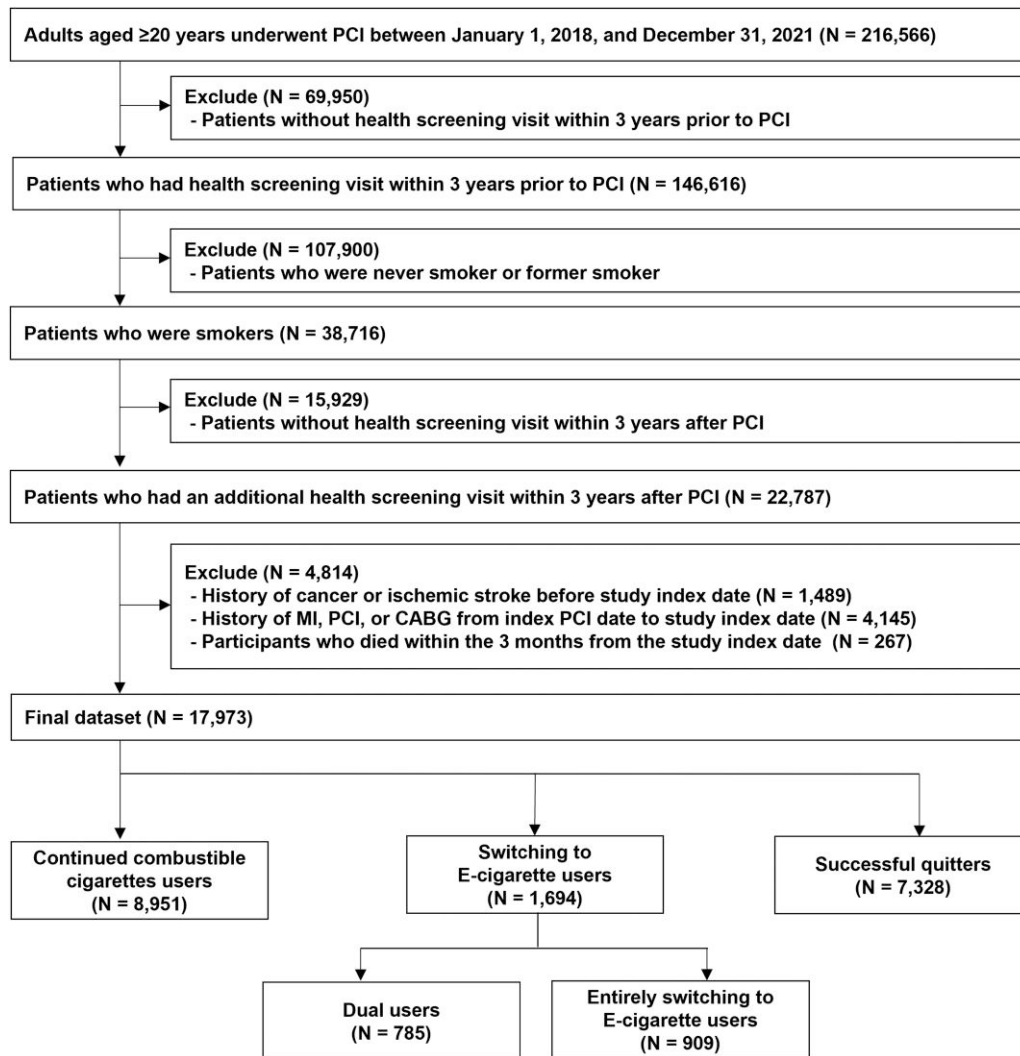 Adults aged ≥20 years underwent PCI between January 1, 2018, and December 31, 2021 (N = 216,566)
Exclude (N = 69,950)
- Patients without health screening visit within 3 years prior to PCI
Patients who had health screening visit within 3 years prior to PCI (N = 146,616)
Exclude (N = 107,900)
- Patients who were never smoker or former smoker
Patients who were smokers (N = 38,716)
Exclude (N = 15,929)
- Patients without health screening visit within 3 years after PCI
Patients who had an additional health screening visit within 3 years after PCI (N = 22,787)
Exclude (N = 4,814)
- History of cancer or ischemic stroke before study index date (N = 1,489)
- History of MI, PCI, or CABG from index PCI date to study index date (N = 4,145)
- Participants who died within the 3 months from the study index date (N = 267)
Final dataset (N = 17,973)
Continued combustible
cigarettes users
(N = 8,951)
Switching to
E-cigarette users
(N = 1,694)
Successful quitters
(N = 7,328)
Dual users
(N = 785)
Entirely switching to
E-cigarette users
(N = 909)